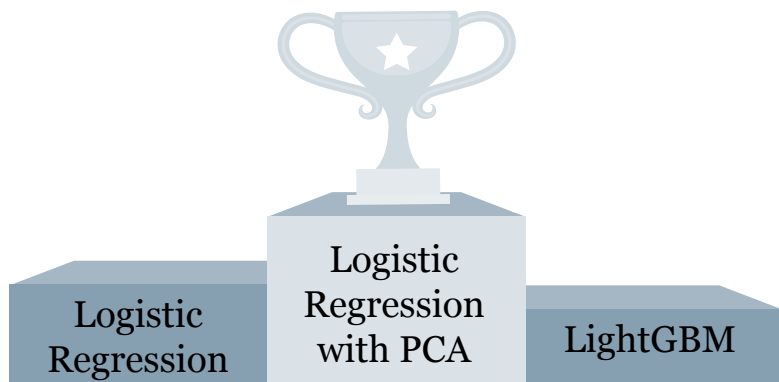 Logistic
Regression
Logistic
Regression
with PCA
LightGBM